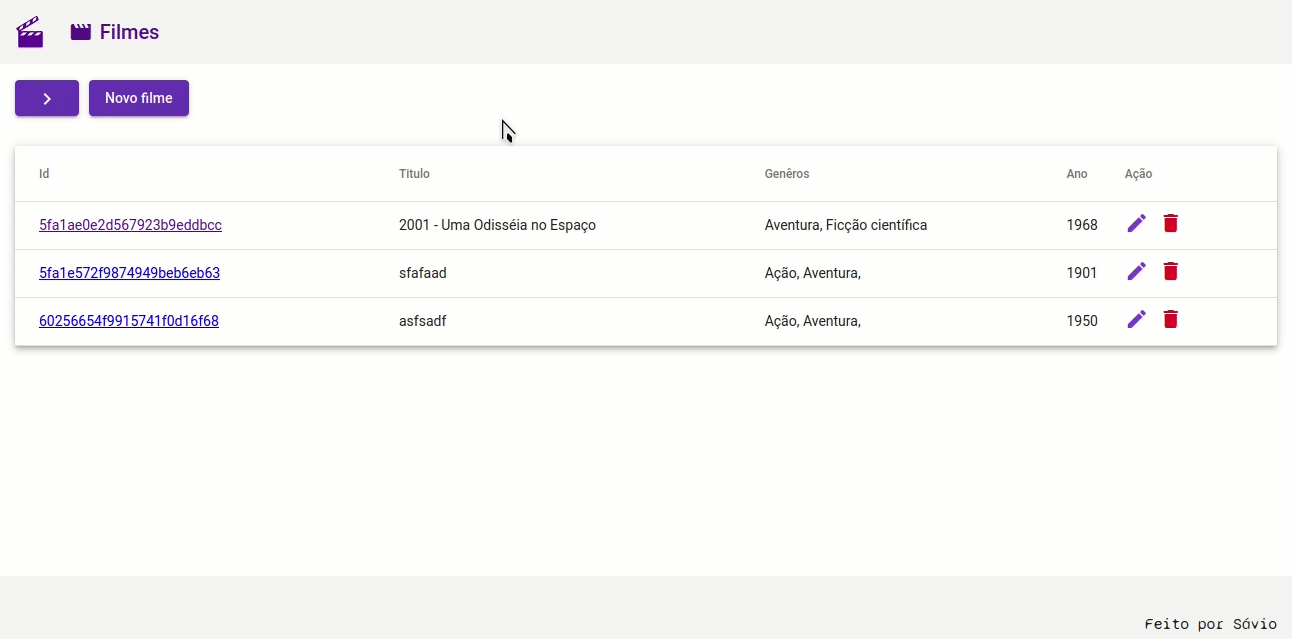 Filmes
Novo filme
Id Titulo Genêros Ano Ação
5fa1ae0e2d567923b9eddbcc 2001 - Uma Odisséia no Espaço Aventura, Ficção científica 1968
5fa1e572f9874949beb6eb63 sfafaad Ação, Aventura, 1901
60256654f9915741f0d16f68 asfsadf Ação, Aventura, 1950
Feito por Sávio